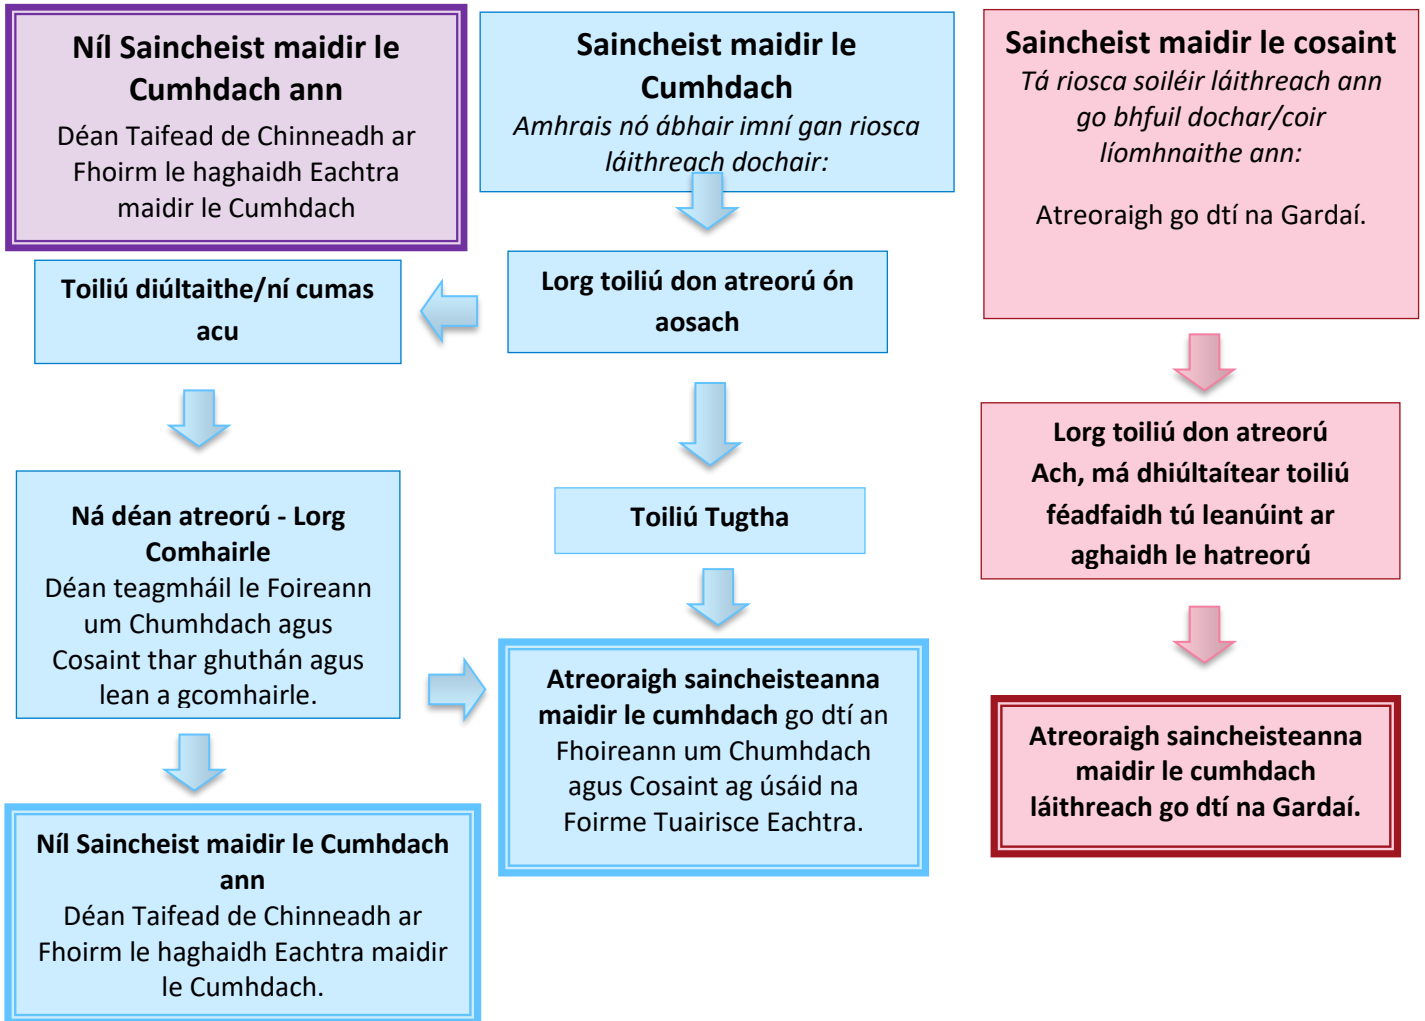 Níl Saincheist maidir le
Cumhdach ann
Déan Taifead de Chinneadh ar
Fhoirm le haghaidh Eachtra
maidir le Cumhdach
Saincheist maidir le
Cumhdach
Amhrais nó ábhair imní gan riosca
láithreach dochair:
Saincheist maidir le cosaint
Tá riosca soiléir láithreach ann
go bhfuil dochar/coir
líomhnaithe ann:
Atreoraigh go dtí na Gardaí.
Toiliú diúltaithe/ní cumas
acu
Lorg toiliú don atreorú ón
aosach
Lorg toiliú don atreorú
Ach, má dhiúltaítear toiliú
féadfaidh tú leanúint ar
aghaidh le hatreorú
Ná déan atreorú - Lorg
Comhairle
Déan teagmháil le Foireann
um Chumhdach agus
Cosaint thar ghuthán agus
lean a gcomhairle.
Toiliú Tugtha
Atreoraigh saincheisteanna
maidir le cumhdach go dtí an
Fhoireann um Chumhdach
agus Cosaint ag úsáid na
Foirme Tuairisce Eachtra.
Atreoraigh saincheisteanna
maidir le cumhdach
láithreach go dtí na Gardaí.
Níl Saincheist maidir le Cumhdach
ann
Déan Taifead de Chinneadh ar
Fhoirm le haghaidh Eachtra maidir
le Cumhdach.